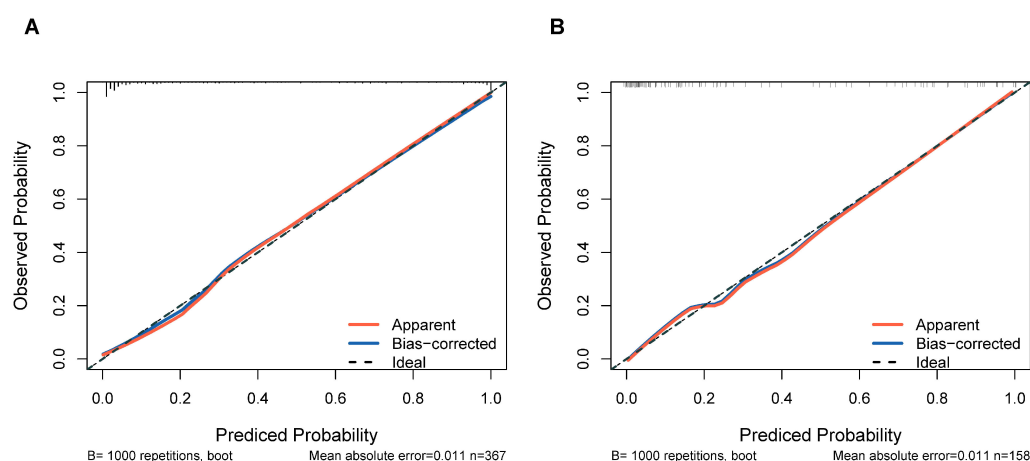 A
B
1.0
0.8
0.6
0.4
0.2
0.0
Observed Probability
Apparent
Bias-corrected
Ideal
0.0 0.2 0.4 0.6 0.8 1.0
Prediced Probability
B= 1000 repetitions, boot Mean absolute error=0.011 n=367
1.0
0.8
0.6
0.4
0.2
0.0
Observed Probability
Apparent
Bias-corrected
Ideal
0.0 0.2 0.4 0.6 0.8 1.0
Prediced Probability
B= 1000 repetitions, boot Mean absolute error=0.011 n=158